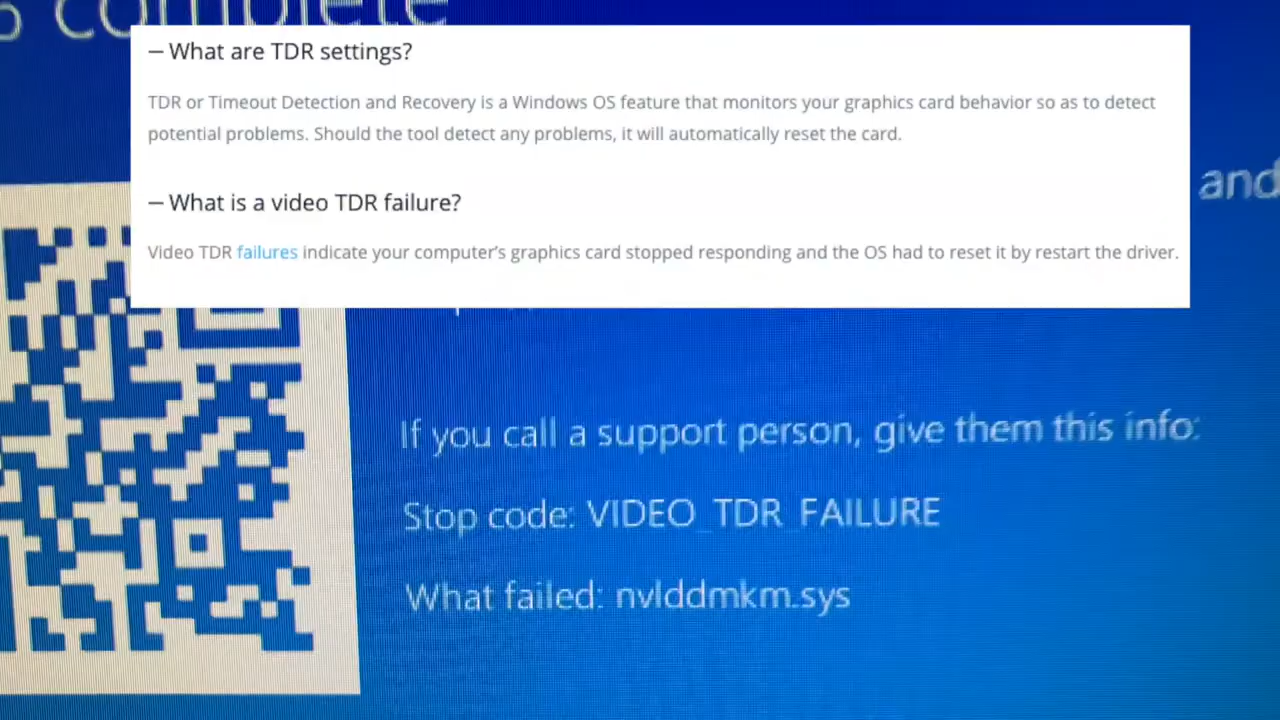 complete
— What are TDR settings?
TDR or Timeout Detection and Recovery is a Windows OS feature that monitors your graphics card behavior so as to detect
potential problems. Should the tool detect any problems, it will automatically reset the card.
and
— What is a video TDR failure?
Video TDR failures indicate your computer's graphics card stopped responding and the OS had to reset it by restart the driver.
If you call a support person, give them this info:
Stop code: VIDEO_TDR_FAILURE
What failed: nvlddmkm.sys